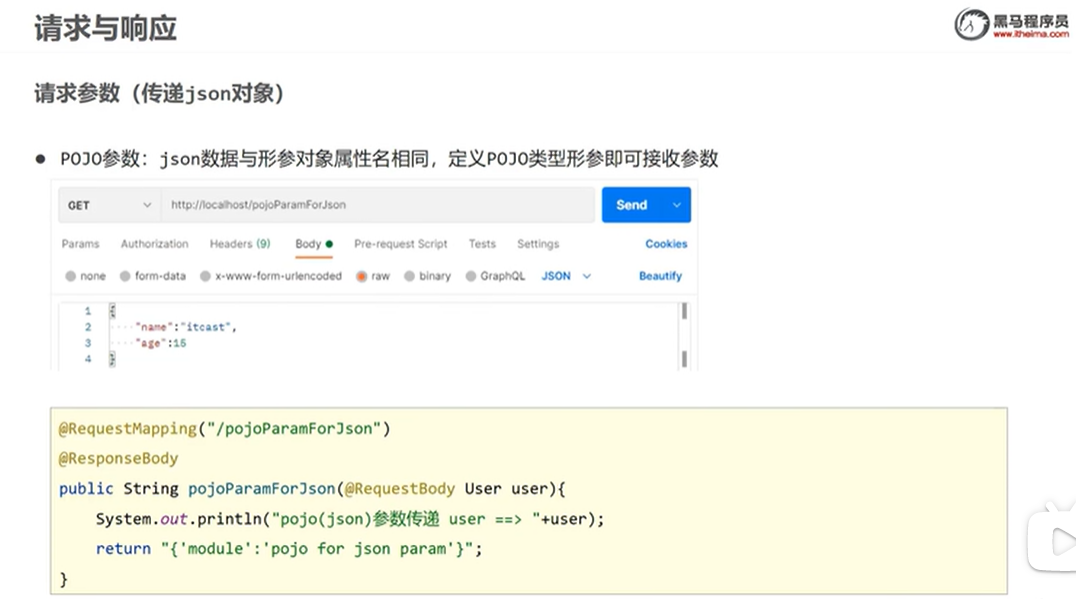 请求与响应
黑马程序员
www.itheima.com
请求参数（传递json对象）
● POJO参数：json数据与形参对象属性名相同，定义POJO类型形参即可接收参数
GET http://localhost/pojoParamForJson Send
Params Authorization Headers (9) Body Pre-request Script Tests Settings Cookies
none form-data x-www-form-urlencoded raw binary GraphQL JSON Beautify
1 {
2 "name":"itcast",
3 "age":15
4 }
@RequestMapping("/pojoParamForJson")
@ResponseBody
public String pojoParamForJson(@RequestBody User user){
System.out.println("pojo(json)参数传递 user ==> "+user);
return "{'module':'pojo for json param'}";
}